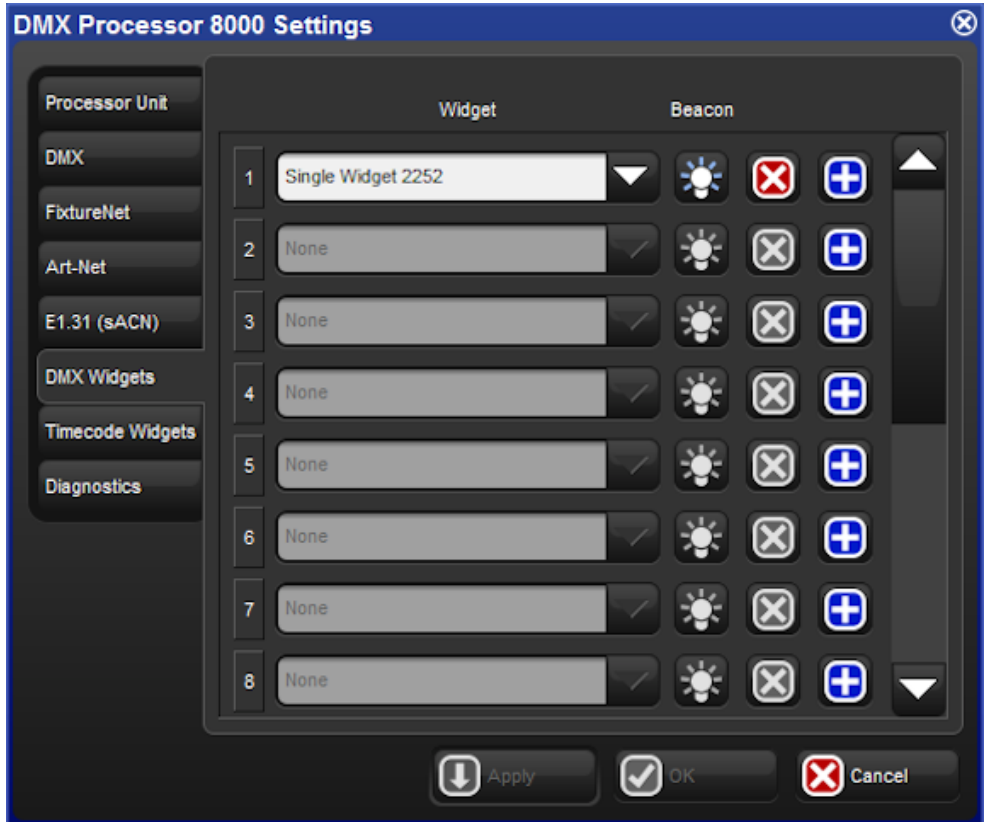 DMX Processor 8000 Settings
Processor Unit
DMX
FixtureNet
Art-Net
E1.31 (sACN)
DMX Widgets
Timecode Widgets
Diagnostics
Widget Beacon
1 Single Widget 2252
2 None
3 None
4 None
5 None
6 None
7 None
8 None
Apply OK Cancel